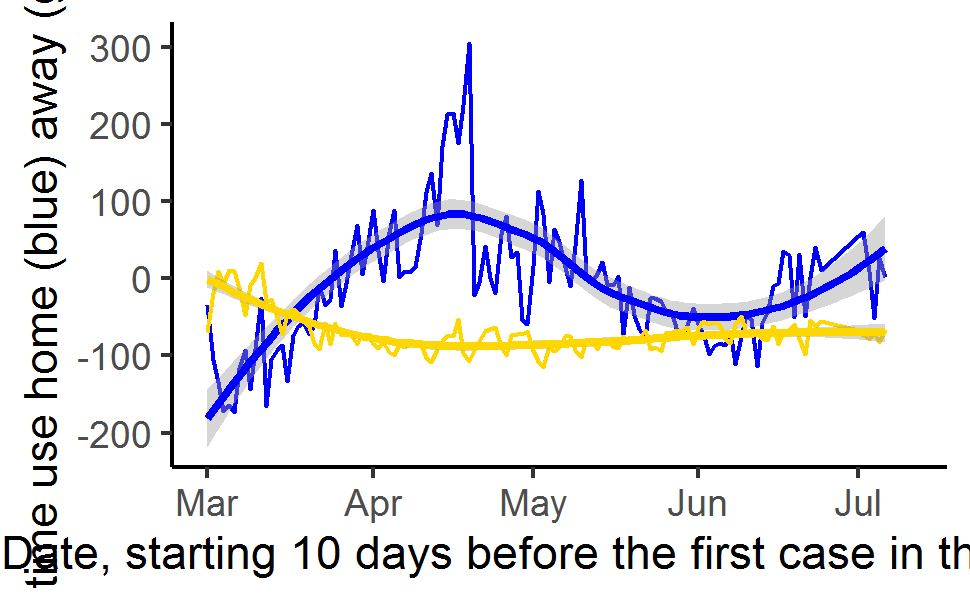 time use home (blue) away (
300
200
100
0
-100
-200
Mar Apr May Jun Jul
Date, starting 10 days before the first case in th